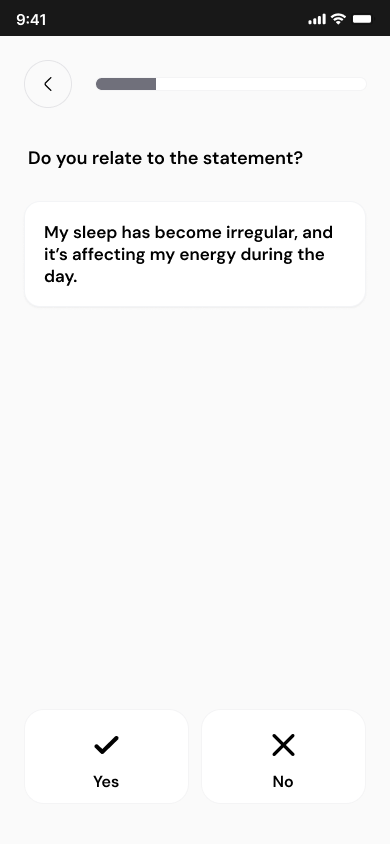 9:41
Do you relate to the statement?
My sleep has become irregular, and
it’s affecting my energy during the
day.
Yes
No